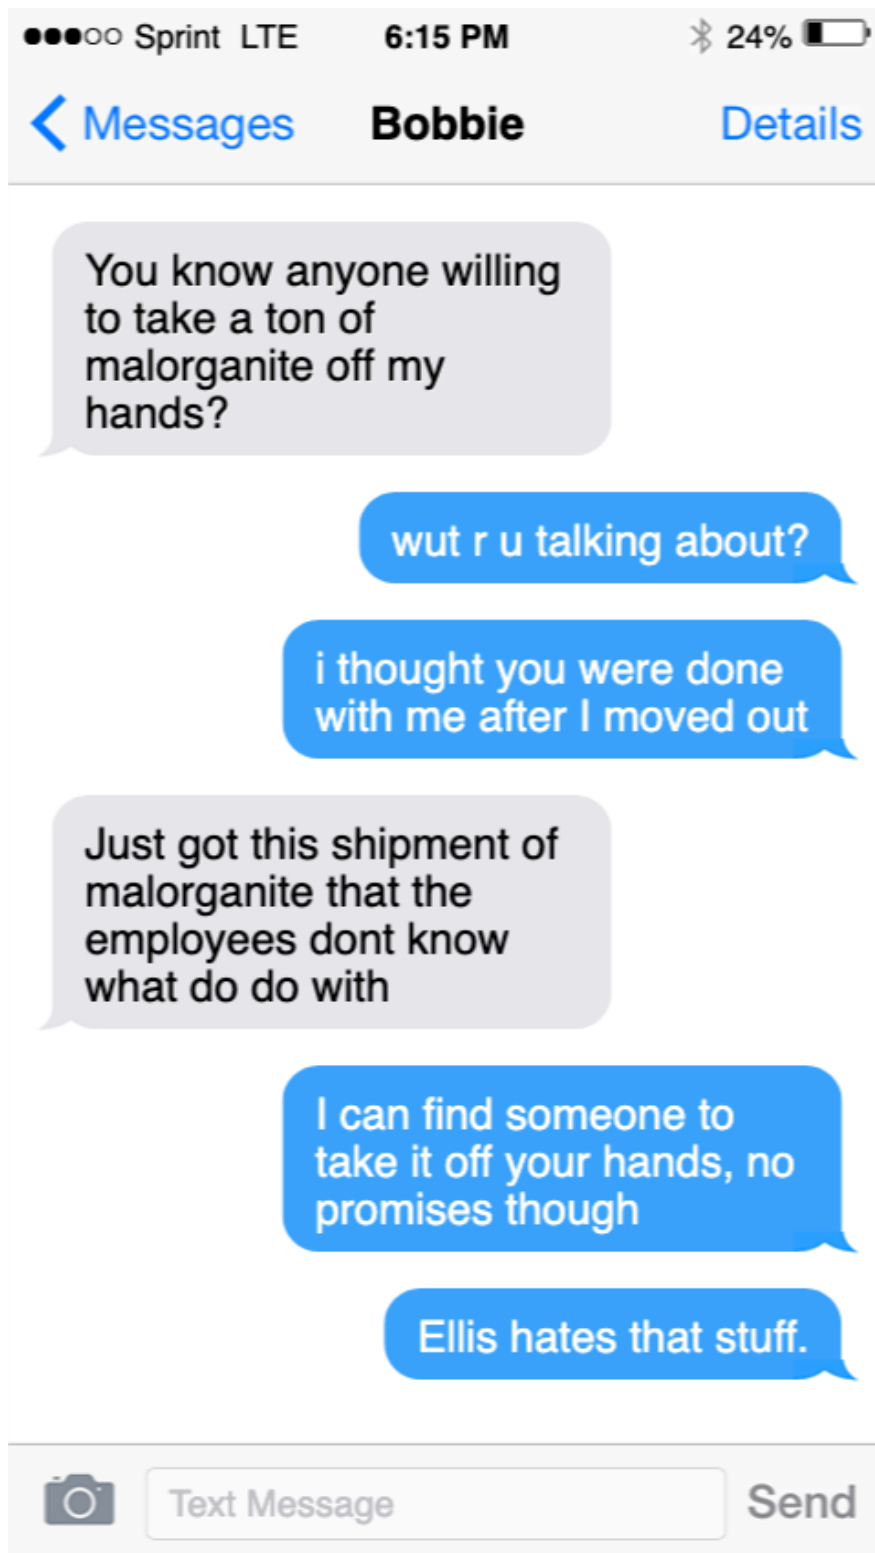 Sprint LTE 6:15 PM 24%
Messages Bobbie Details
You know anyone willing
to take a ton of
malorganite off my
hands?
wut r u talking about?
i thought you were done
with me after I moved out
Just got this shipment of
malorganite that the
employees dont know
what do do with
I can find someone to
take it off your hands, no
promises though
Ellis hates that stuff.
Text Message Send